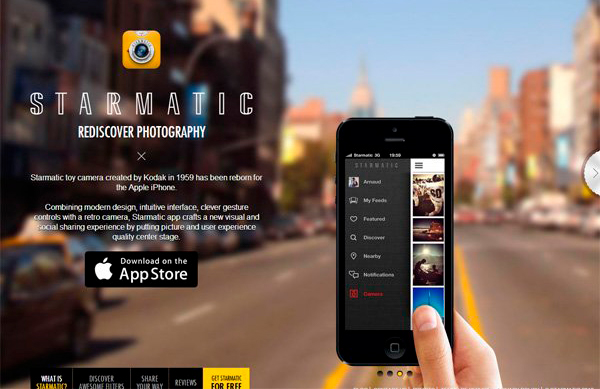 STARMATIC
REDISCOVER PHOTOGRAPHY
Starmatic toy camera created by Kodak in 1959 has been reborn for
the Apple iPhone.
Combining modern design, intuitive interface, clever gesture
controls with a retro camera, Starmatic app crafts a new visual and
social sharing experience by putting picture and user experience
quality center stage.
Download on the
App Store
Starmatic 3G 19:59
STARMATIC
Arnaud
My Feeds
Featured
Discover
Nearby
Notifications
Camera
WHAT IS
STARMATIC?
DISCOVER
AWESOME FILTERS
SHARE
YOUR WAY
REVIEWS
GET STARMATIC
FOR FREE